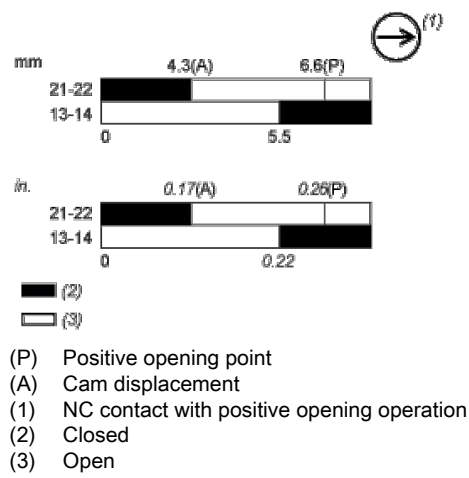 (1)
mm
4.3(A) 6.6(P)
21-22
13-14
0 5.5
in.
0.17(A) 0.26(P)
21-22
13-14
0 0.22
(2)
(3)
(P) Positive opening point
(A) Cam displacement
(1) NC contact with positive opening operation
(2) Closed
(3) Open